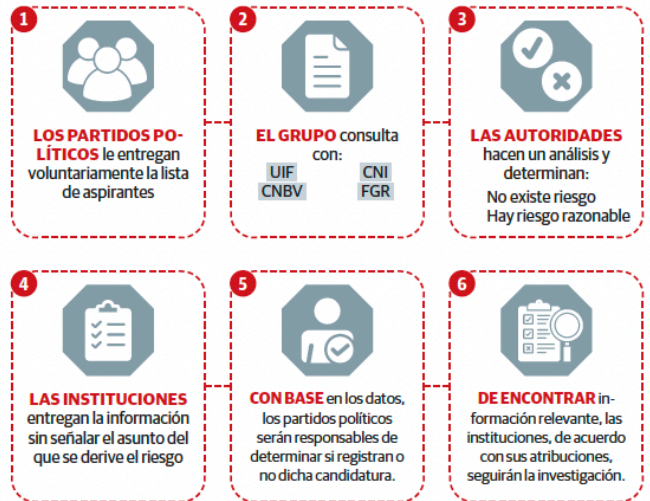 1
LOS PARTIDOS PO-
LÍTICOS le entregan
voluntariamente la lista
de aspirantes
2
EL GRUPO consulta
con:
UIF CNI
CNBV FGR
3
LAS AUTORIDADES
hacen un análisis y
determinan:
No existe riesgo
Hay riesgo razonable
4
LAS INSTITUCIONES
entregan la información
sin señalar el asunto del
que se derive el riesgo
5
CON BASE en los datos,
los partidos políticos
serán responsables de
determinar si registran o
no dicha candidatura.
6
DE ENCONTRAR in-
formación relevante, las
instituciones, de acuerdo
con sus atribuciones,
seguirán la investigación.